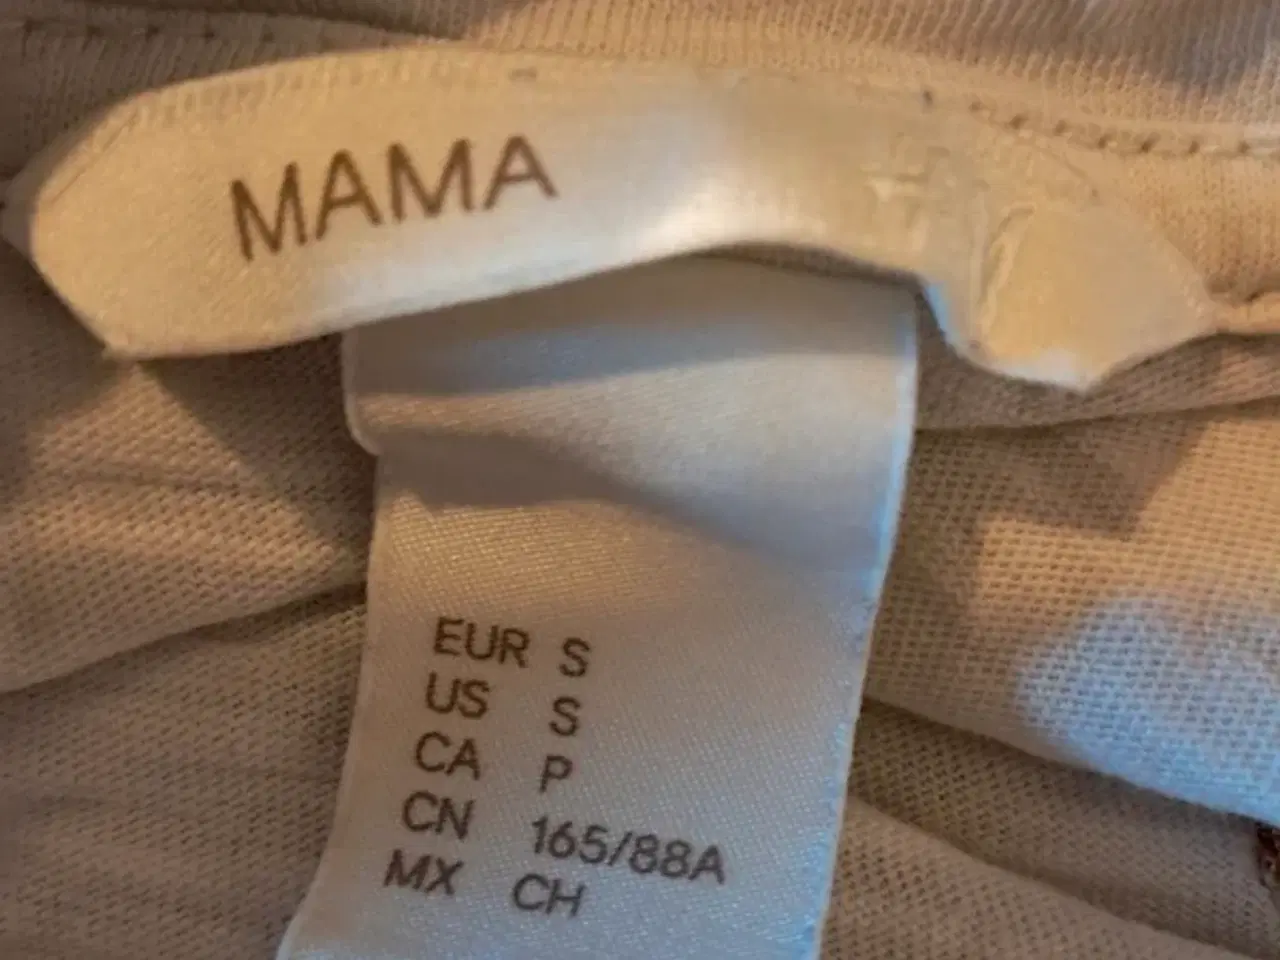 MAMA
EUR S
US S
CA P
CN 165/88A
MX CH